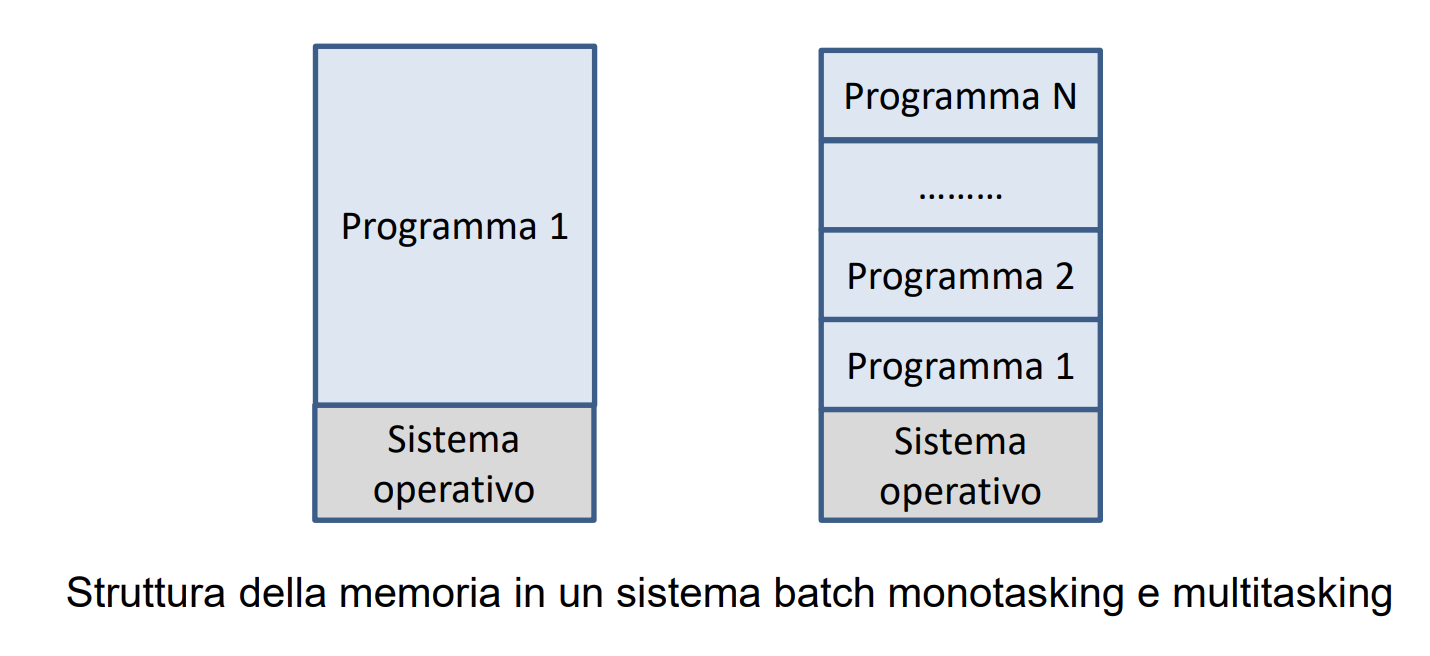 Programma 1
Sistema
operativo
Programma N
………
Programma 2
Programma 1
Sistema
operativo
Struttura della memoria in un sistema batch monotasking e multitasking